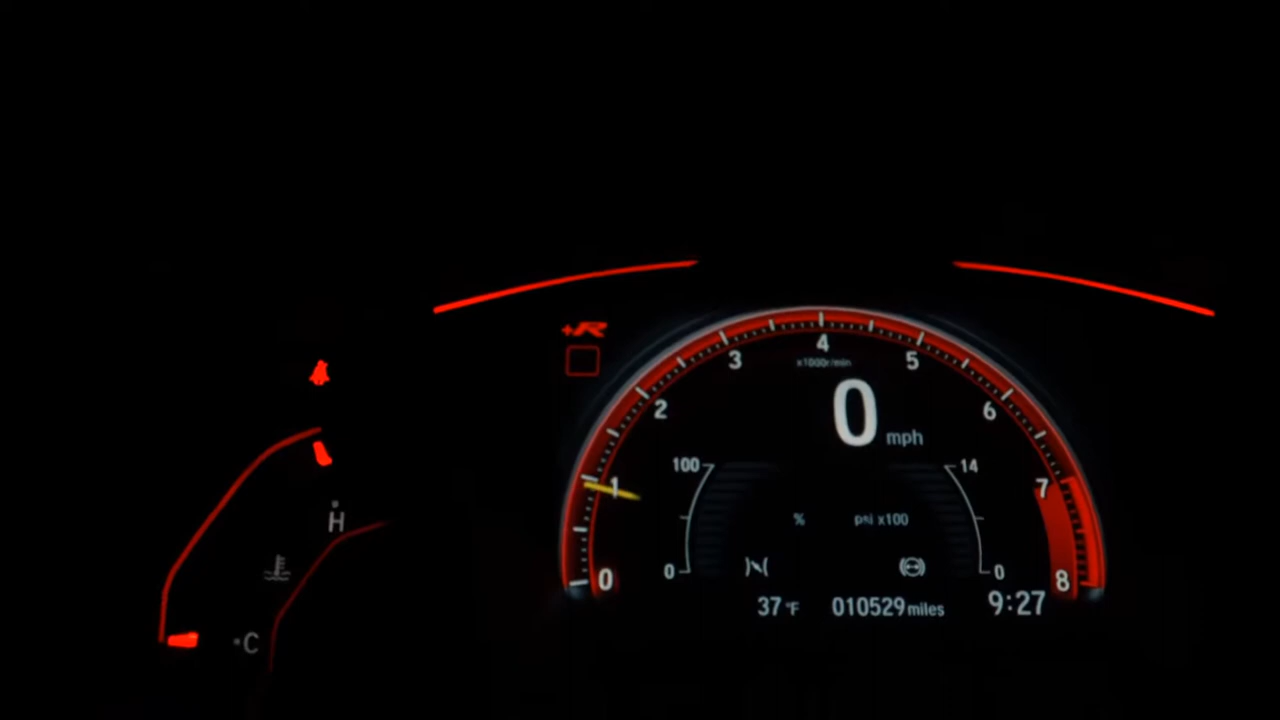 +R
4
3 5
x1000r/min
2 6
0 mph
100 14
1 7
H
% psi x100
0 0 0 8
37 °F 010529 miles 9:27
C